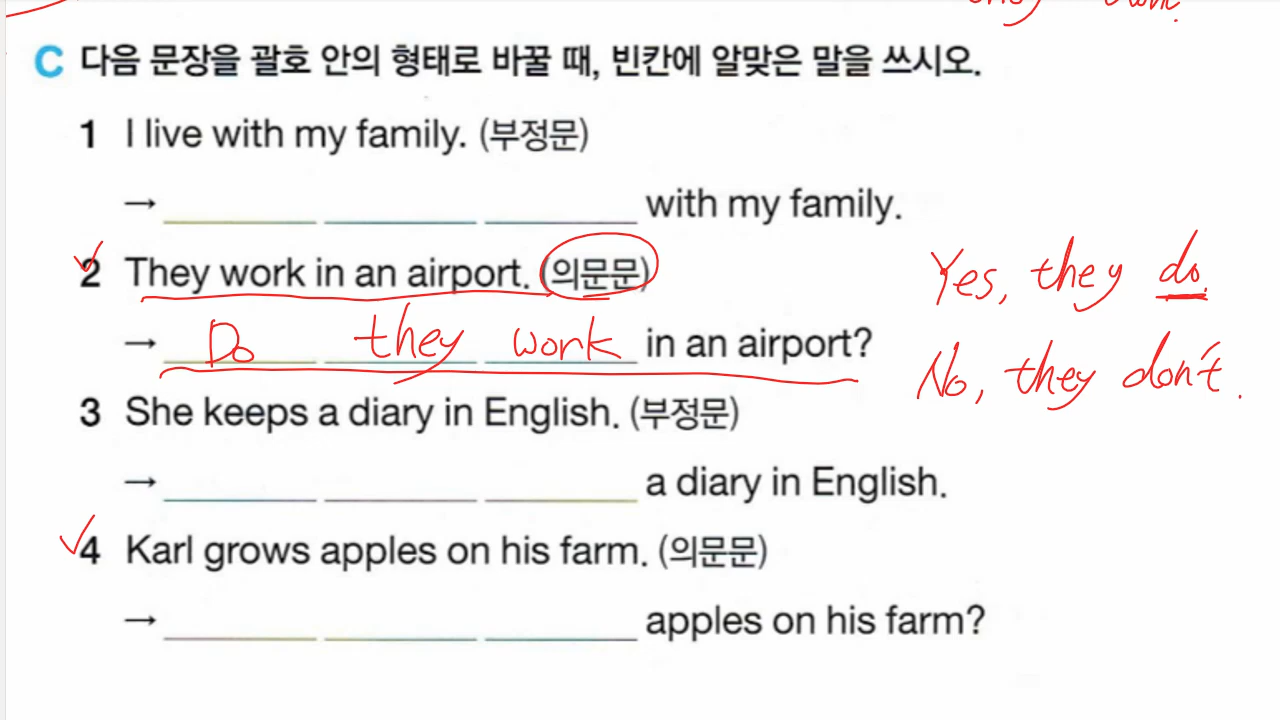 C 다음 문장을 괄호 안의 형태로 바꿀 때, 빈칸에 알맞은 말을 쓰시오.
1 I live with my family. (부정문)
→ with my family.
2 They work in an airport. (의문문)
→ Do they work in an airport?
Yes, they do.
No, they don't.
3 She keeps a diary in English. (부정문)
→ a diary in English.
4 Karl grows apples on his farm. (의문문)
→ apples on his farm?